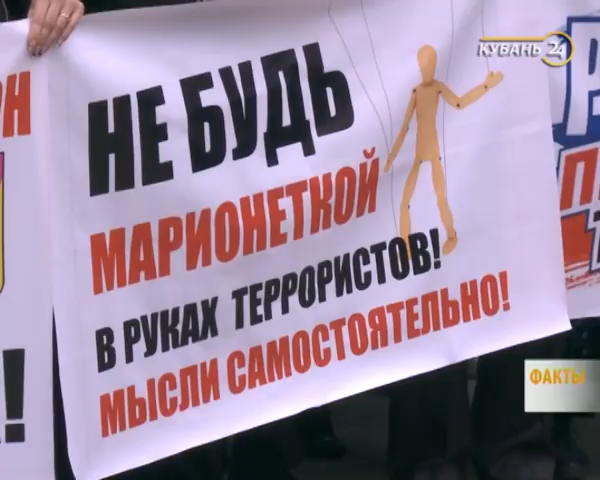 КУБАНЬ 24
НЕ БУДЬ
МАРИОНЕТКОЙ
В РУКАХ ТЕРРОРИСТОВ!
МЫСЛИ САМОСТОЯТЕЛЬНО!
ФАКТЫ